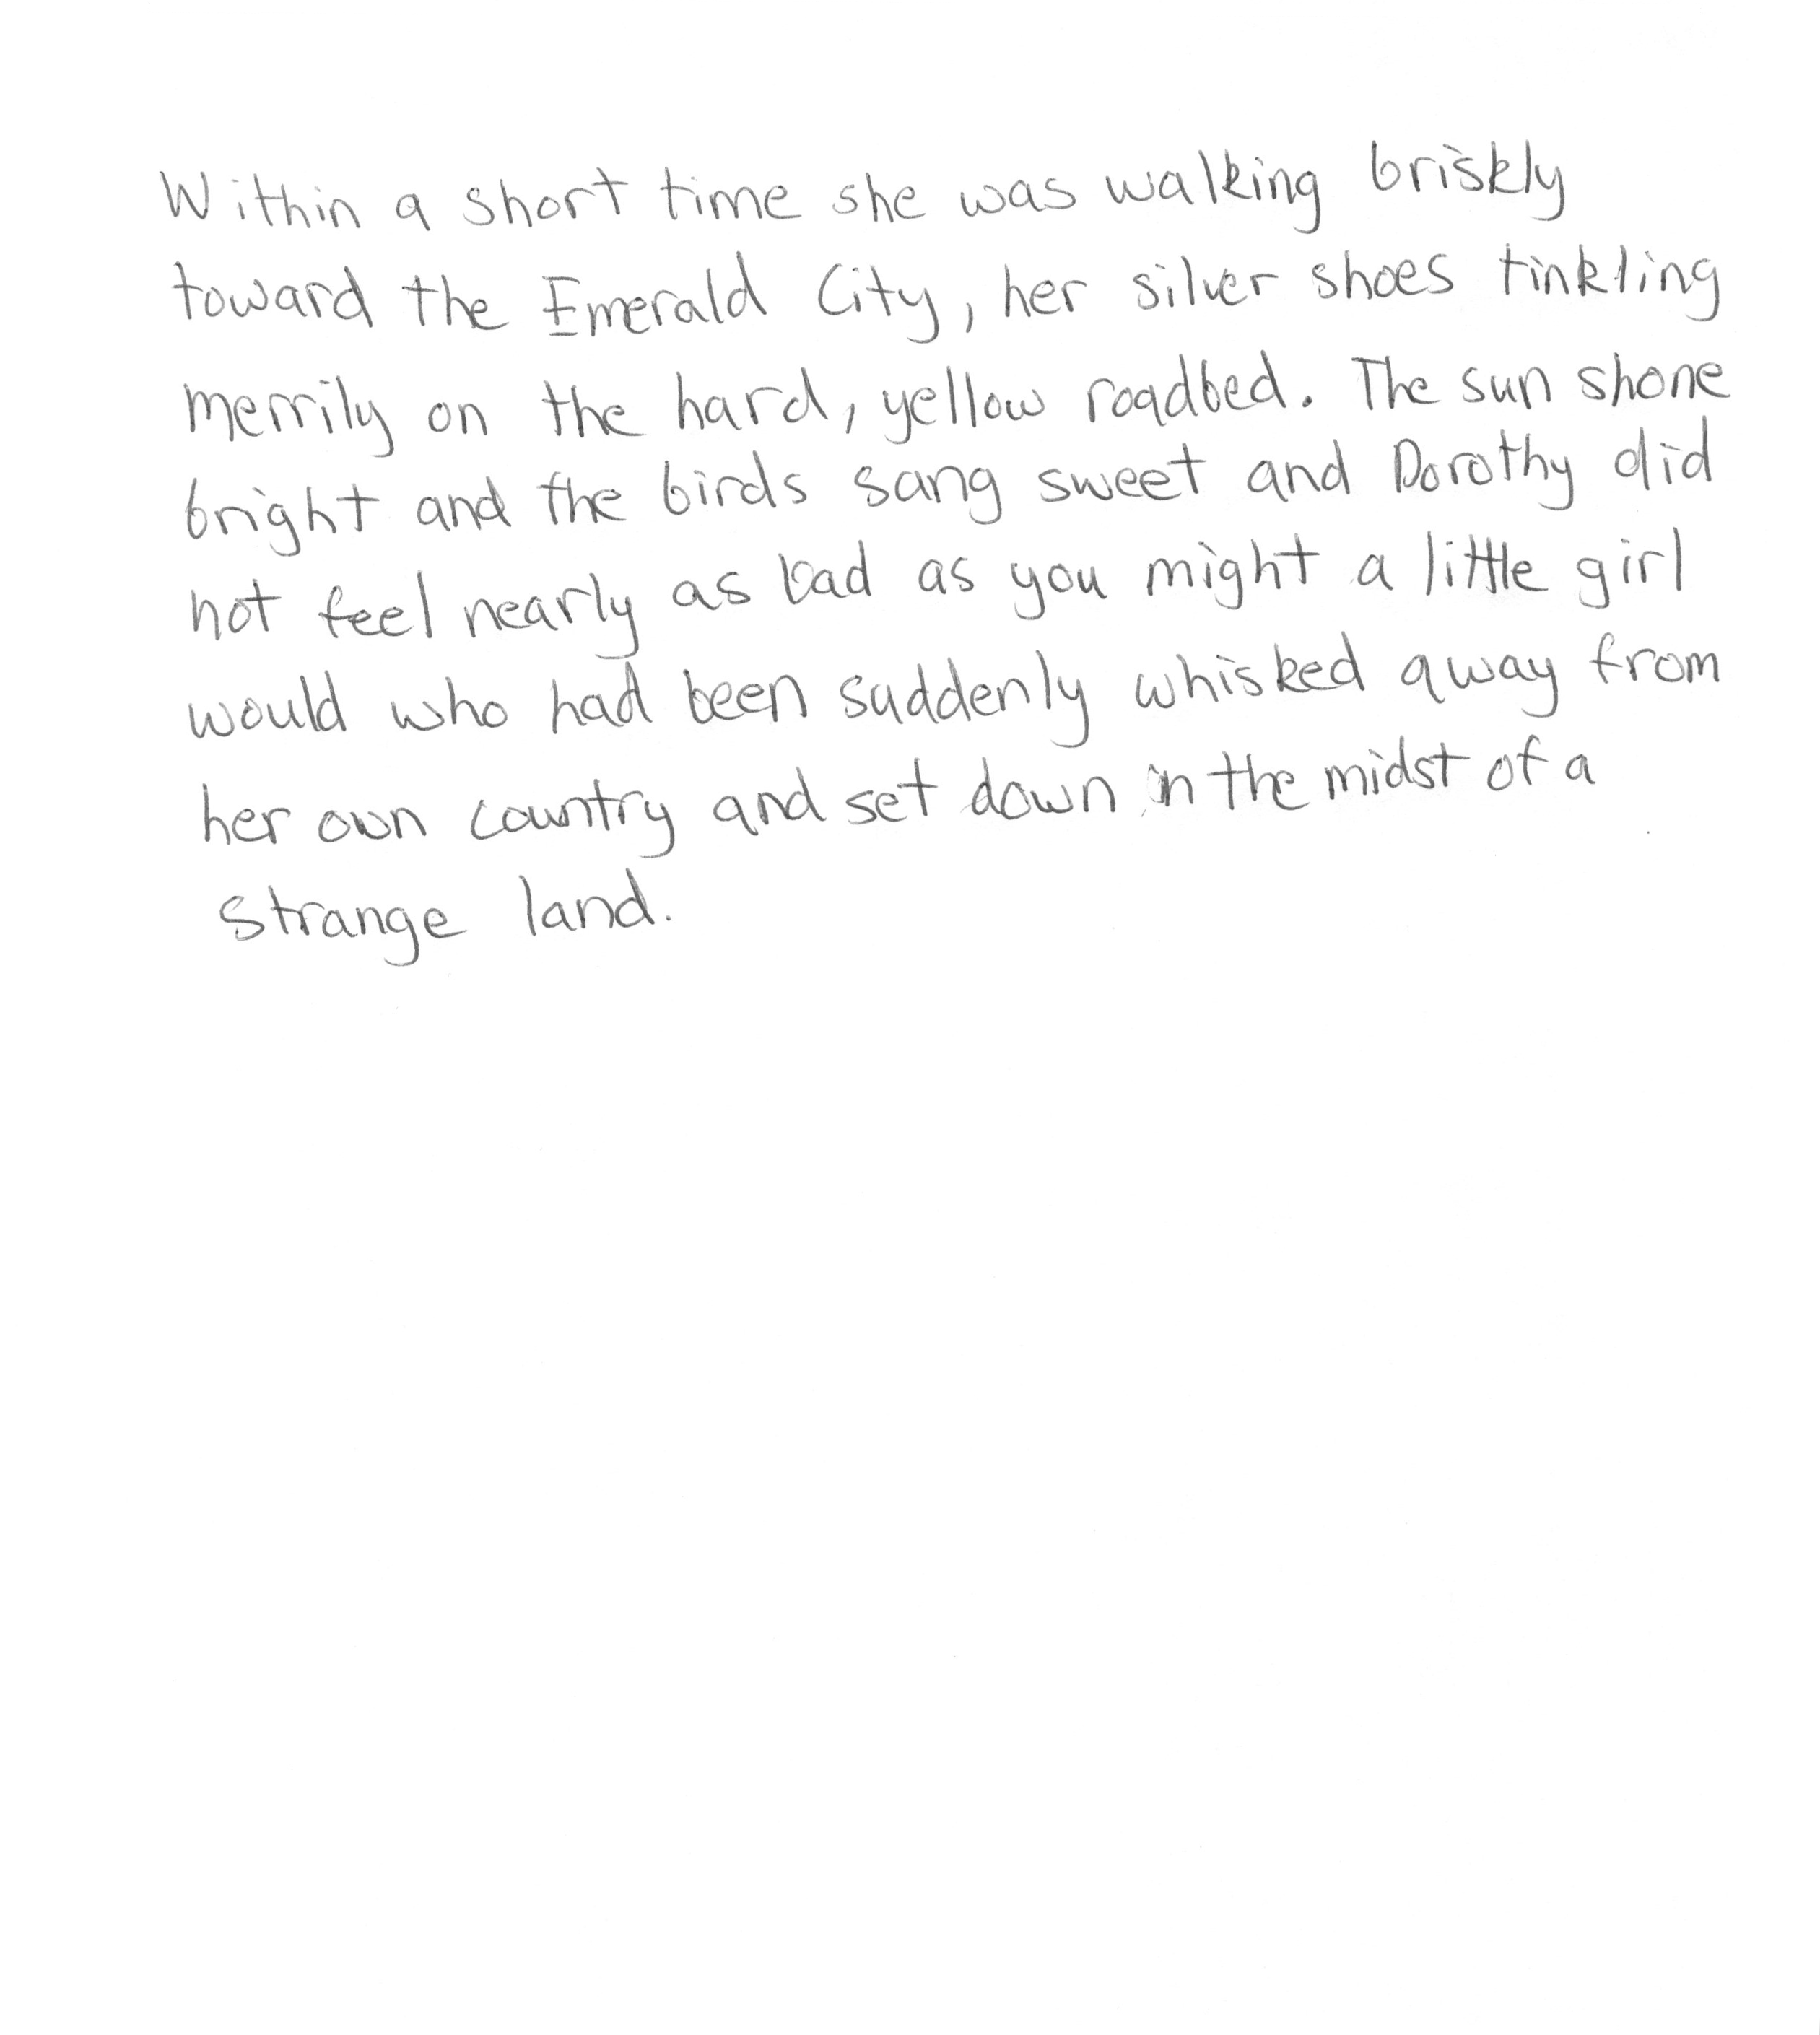 Within a short time she was walking briskly
toward the Emerald City, her silver shoes tinkling
merrily on the hard, yellow roadbed. The sun shone
bright and the birds sang sweet and Dorothy did
not feel nearly as bad as you might a little girl
would who had been suddenly whisked away from
her own country and set down in the midst of a
strange land.